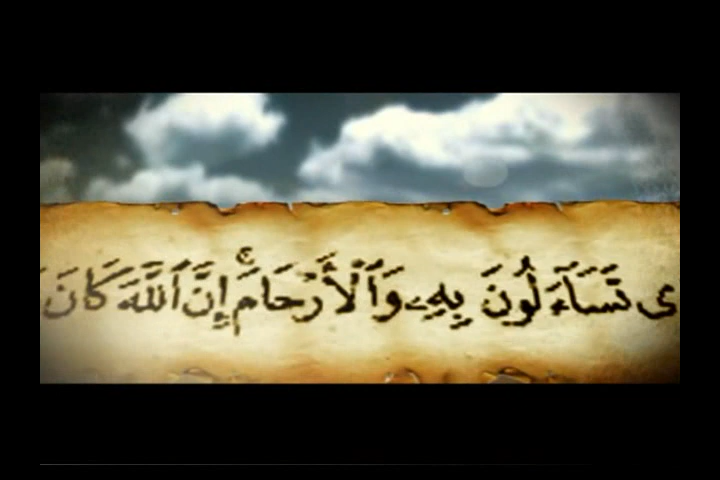 ى تَسَآءَلُونَ بِهِۦ وَٱلْأَرْحَامَ ۚ إِنَّ ٱللَّهَ كَانَ